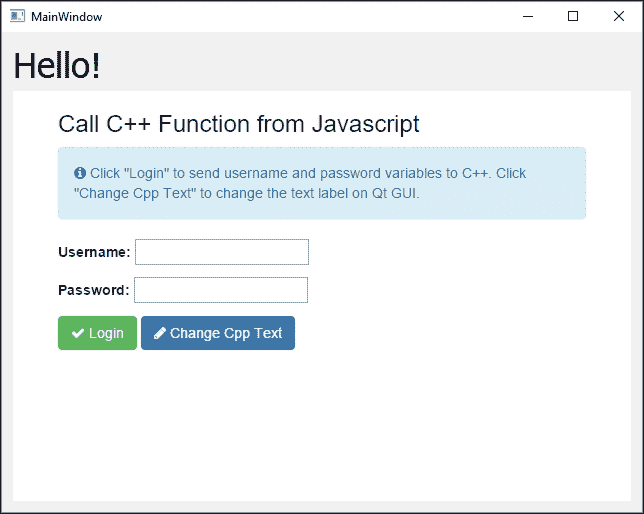 MainWindow
Hello!
Call C++ Function from Javascript
Click "Login" to send username and password variables to C++. Click
"Change Cpp Text" to change the text label on Qt GUI.
Username:
Password:
Login Change Cpp Text